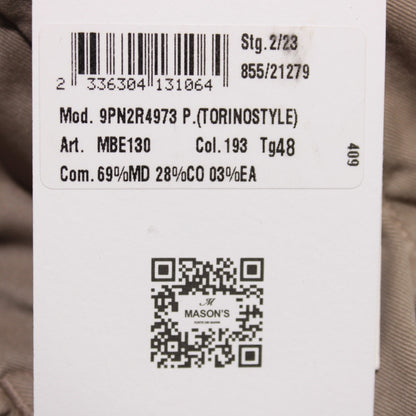 Stg. 2/23
855/21279
2 336304 131064
Mod. 9PN2R4973 P.(TORINOSTYLE)
Art. MBE130 Col. 193 Tg48
409
Com. 69%MD 28%CO 03%EA
M
MASON'S